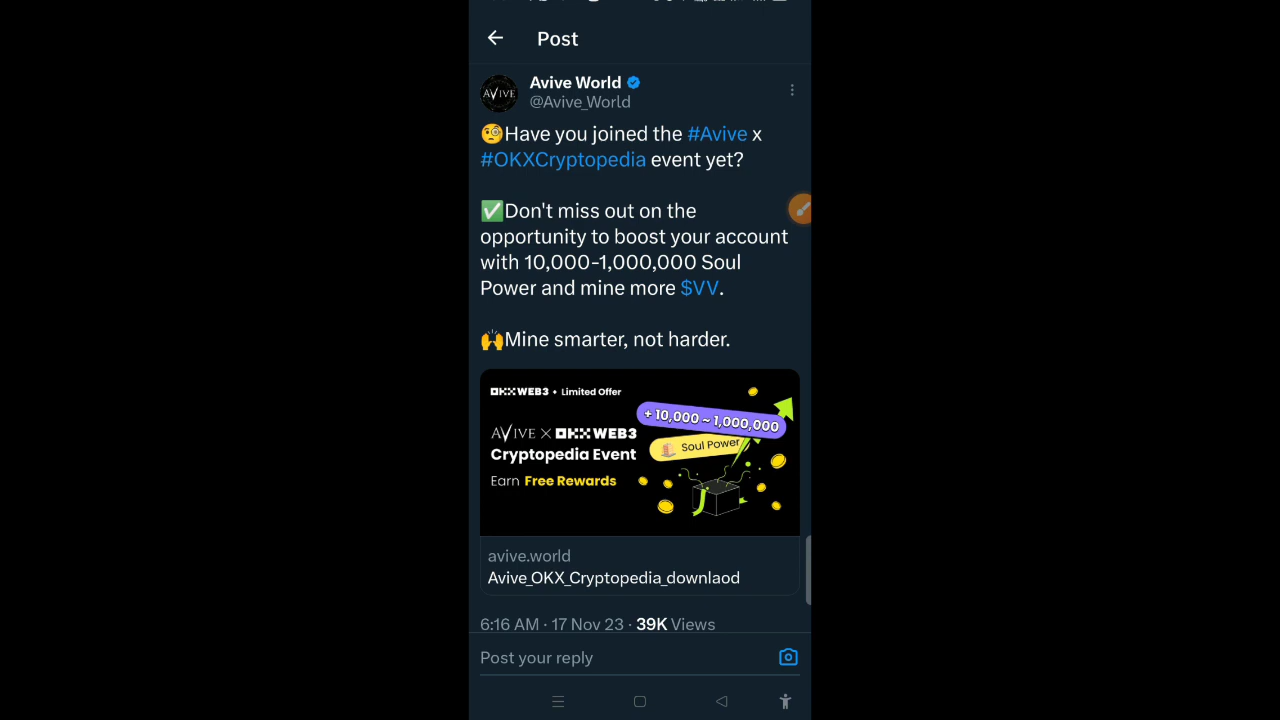 Post
AVIVE
Avive World
@Avive_World
🧐Have you joined the #Avive x
#OKXCryptopedia event yet?
✅Don't miss out on the
opportunity to boost your account
with 10,000-1,000,000 Soul
Power and mine more $VV.
🙌Mine smarter, not harder.
OKX WEB3 + Limited Offer
+ 10,000 ~ 1,000,000
AVIVE X OKX WEB3
Soul Power
Cryptopedia Event
Earn Free Rewards
avive.world
Avive_OKX_Cryptopedia_downlaod
6:16 AM · 17 Nov 23 · 39K Views
Post your reply